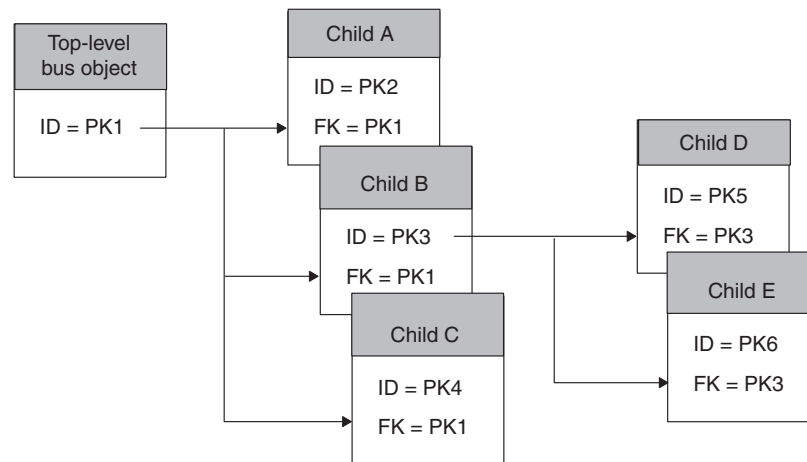 Top-level
bus object
ID = PK1
Child A
ID = PK2
FK = PK1
Child B
ID = PK3
FK = PK1
Child C
ID = PK4
FK = PK1
Child D
ID = PK5
FK = PK3
Child E
ID = PK6
FK = PK3